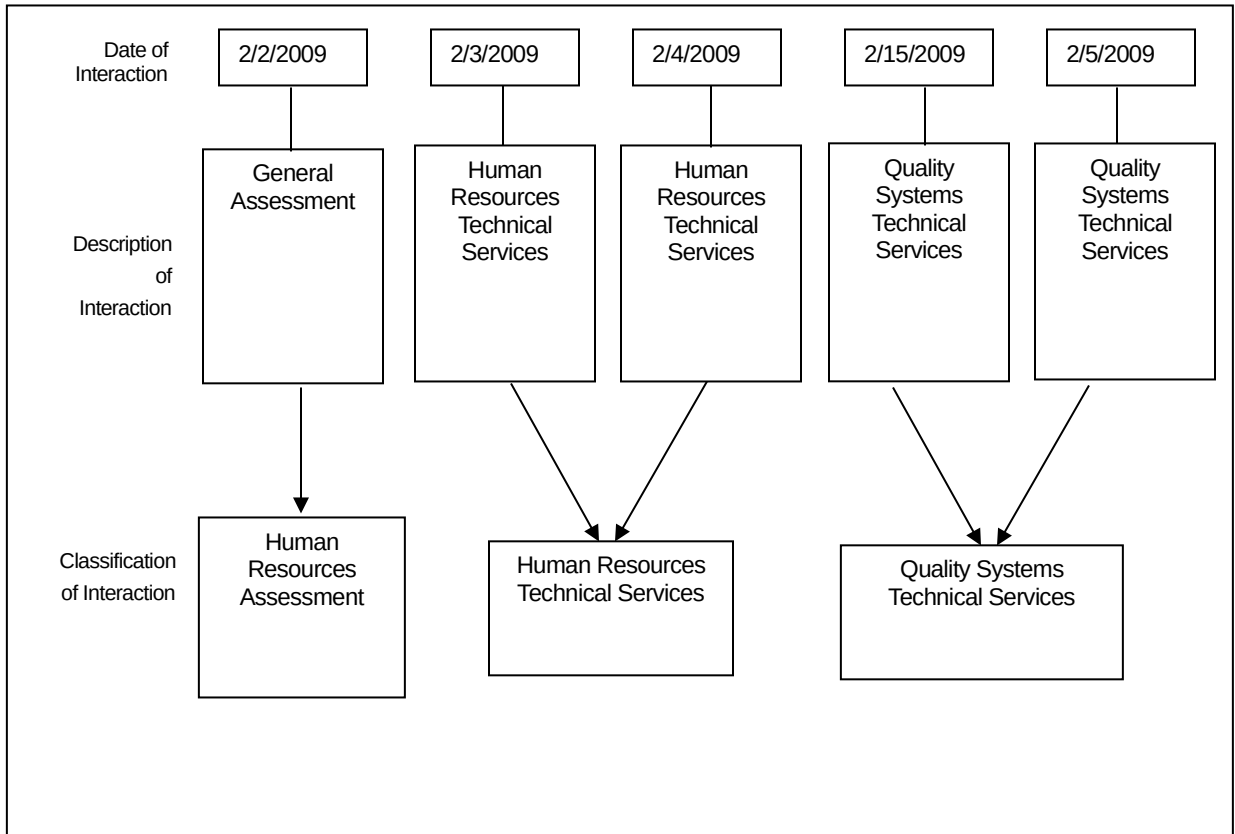 Date of
Interaction
2/2/2009
2/3/2009
2/4/2009
2/15/2009
2/5/2009
Description
of
Interaction
General
Assessment
Human
Resources
Technical
Services
Human
Resources
Technical
Services
Quality
Systems
Technical
Services
Quality
Systems
Technical
Services
Classification
of Interaction
Human
Resources
Assessment
Human Resources
Technical Services
Quality Systems
Technical Services